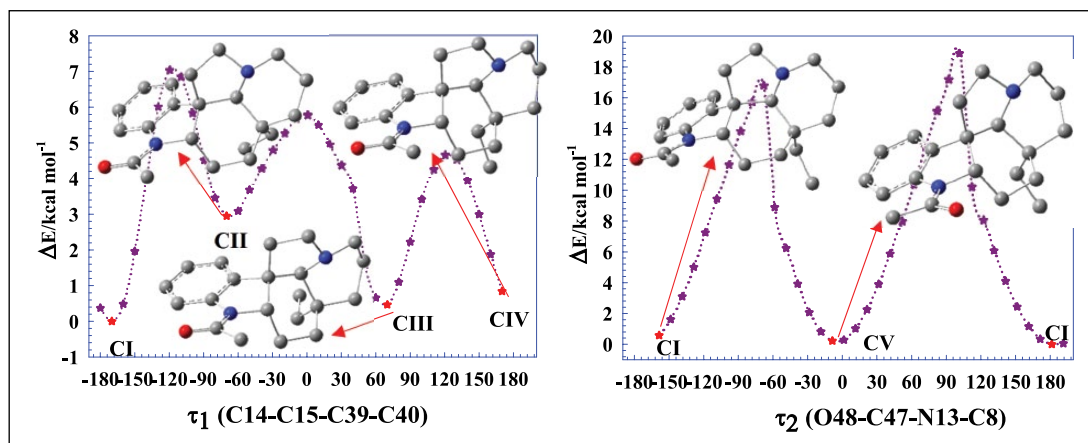 8
7
6
5
4
3
2
1
0
-1
ΔE/kcal mol⁻¹
CI
CII
CIII
CIV
-180 -150 -120 -90 -60 -30 0 30 60 90 120 150 180
τ₁ (C14-C15-C39-C40)
20
18
16
14
12
10
8
6
4
2
0
ΔE/kcal mol⁻¹
CI
CV
CI
-180 -150 -120 -90 -60 -30 0 30 60 90 120 150 180
τ₂ (O48-C47-N13-C8)